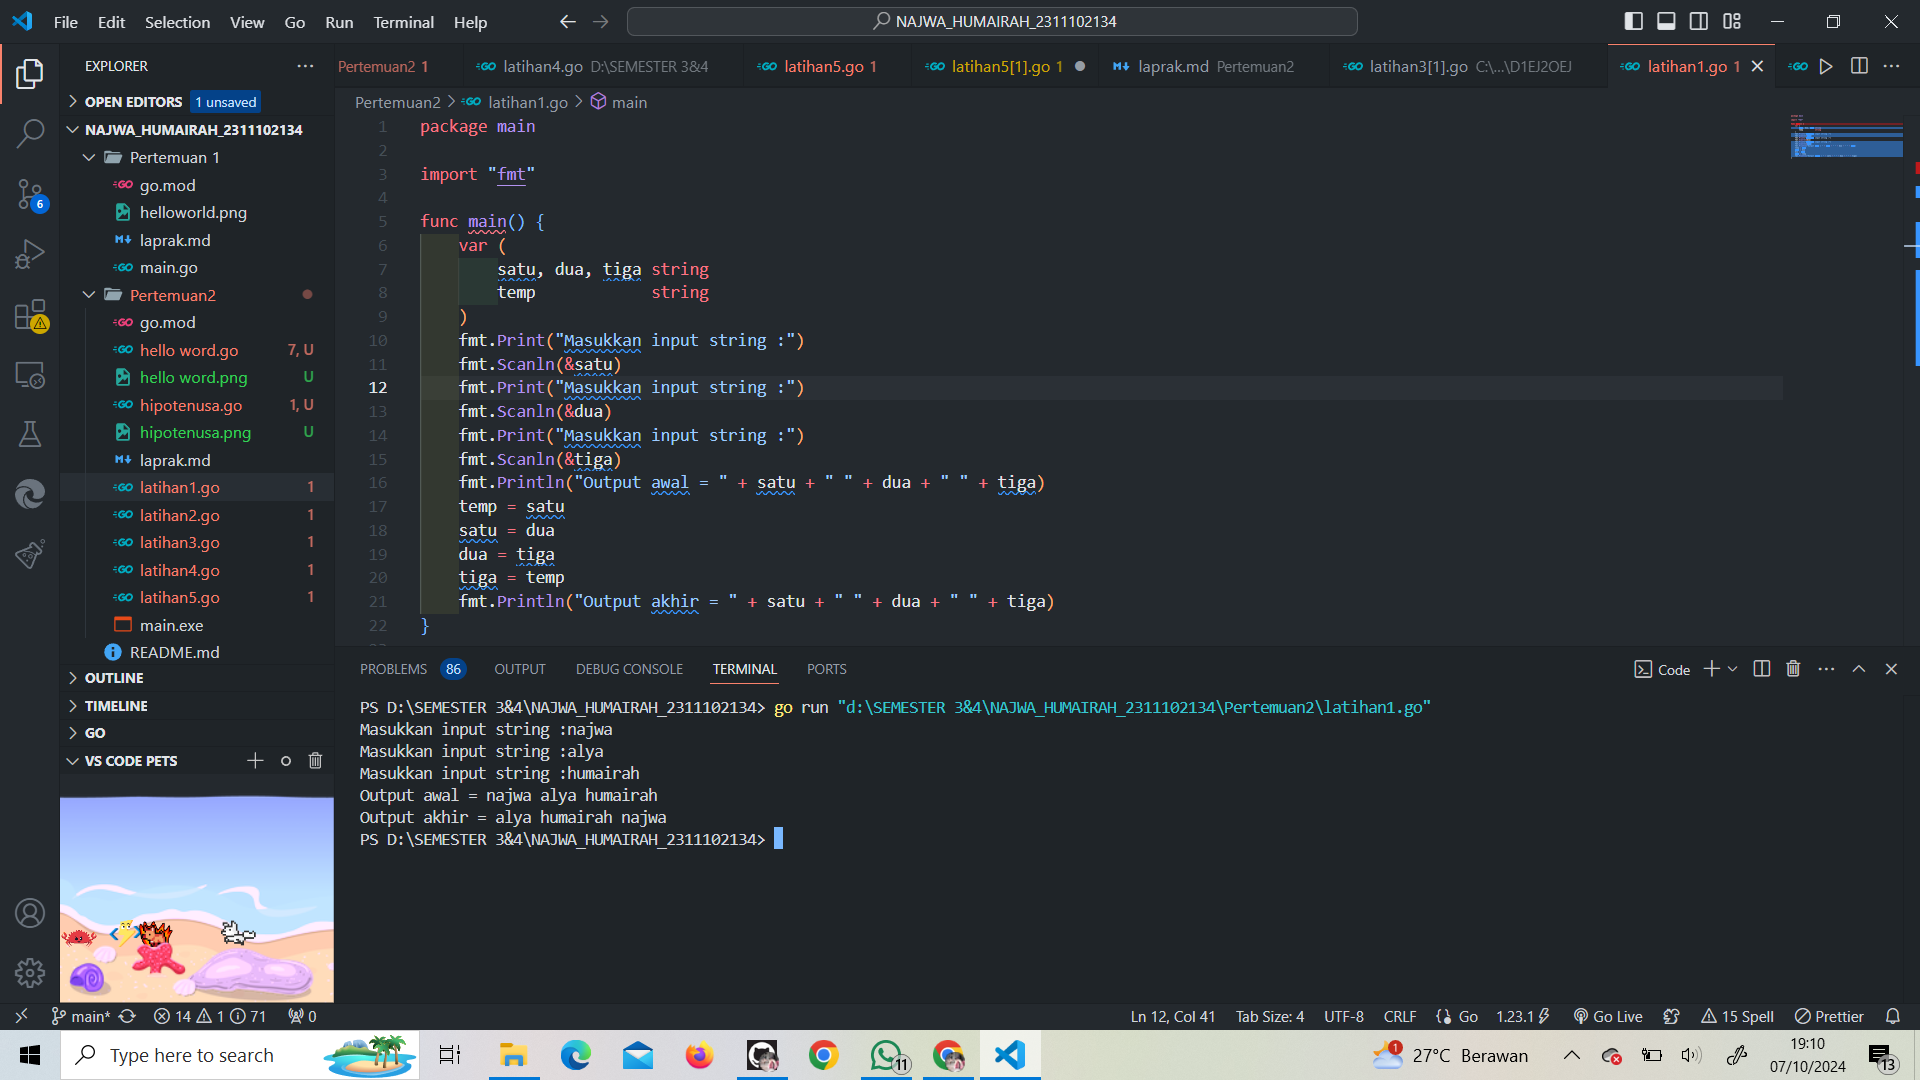 File Edit Selection View Go Run Terminal Help
NAJWA_HUMAIRAH_2311102134
EXPLORER
OPEN EDITORS 1 unsaved
NAJWA_HUMAIRAH_2311102134
Pertemuan 1
go.mod
helloworld.png
laprak.md
main.go
Pertemuan2
go.mod
hello word.go 7, U
hello word.png U
hipotenusa.go 1, U
hipotenusa.png U
laprak.md
latihan1.go 1
latihan2.go 1
latihan3.go 1
latihan4.go 1
latihan5.go 1
main.exe
README.md
OUTLINE
TIMELINE
GO
VS CODE PETS
6
Pertemuan2 1 latihan4.go D:\SEMESTER 3&4 latihan5.go 1 latihan5[1].go 1 laprak.md Pertemuan2 latihan3[1].go C:\...\D1EJ2OEJ latihan1.go 1
Pertemuan2 > latihan1.go > main
1 package main
2
3 import "fmt"
4
5 func main() {
6 var (
7 satu, dua, tiga string
8 temp string
9 )
10 fmt.Print("Masukkan input string :")
11 fmt.Scanln(&satu)
12 fmt.Print("Masukkan input string :")
13 fmt.Scanln(&dua)
14 fmt.Print("Masukkan input string :")
15 fmt.Scanln(&tiga)
16 fmt.Println("Output awal = " + satu + " " + dua + " " + tiga)
17 temp = satu
18 satu = dua
19 dua = tiga
20 tiga = temp
21 fmt.Println("Output akhir = " + satu + " " + dua + " " + tiga)
22 }
PROBLEMS 86 OUTPUT DEBUG CONSOLE TERMINAL PORTS Code
PS D:\SEMESTER 3&4\NAJWA_HUMAIRAH_2311102134> go run "d:\SEMESTER 3&4\NAJWA_HUMAIRAH_2311102134\Pertemuan2\latihan1.go"
Masukkan input string :najwa
Masukkan input string :alya
Masukkan input string :humairah
Output awal = najwa alya humairah
Output akhir = alya humairah najwa
PS D:\SEMESTER 3&4\NAJWA_HUMAIRAH_2311102134>
main* 14 1 71 0 Ln 12, Col 41 Tab Size: 4 UTF-8 CRLF Go 1.23.1 Go Live 15 Spell Prettier
Type here to search 11 1 27°C Berawan 19:10
07/10/2024 13